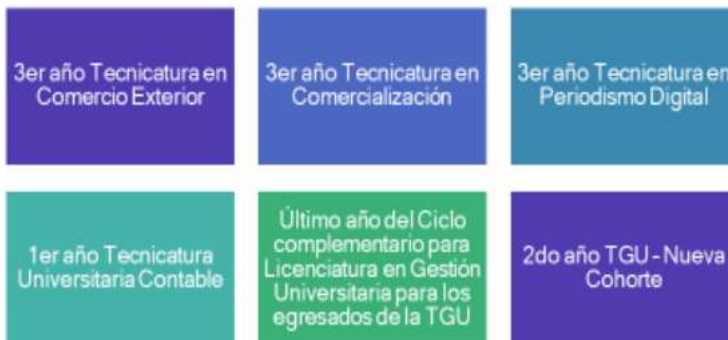 3er año Tecnicatura en
Comercio Exterior
3er año Tecnicatura en
Comercialización
3er año Tecnicatura en
Periodismo Digital
1er año Tecnicatura
Universitaria Contable
Último año del Ciclo
complementario para
Licenciatura en Gestión
Universitaria para los
egresados de la TGU
2do año TGU - Nueva
Cohorte